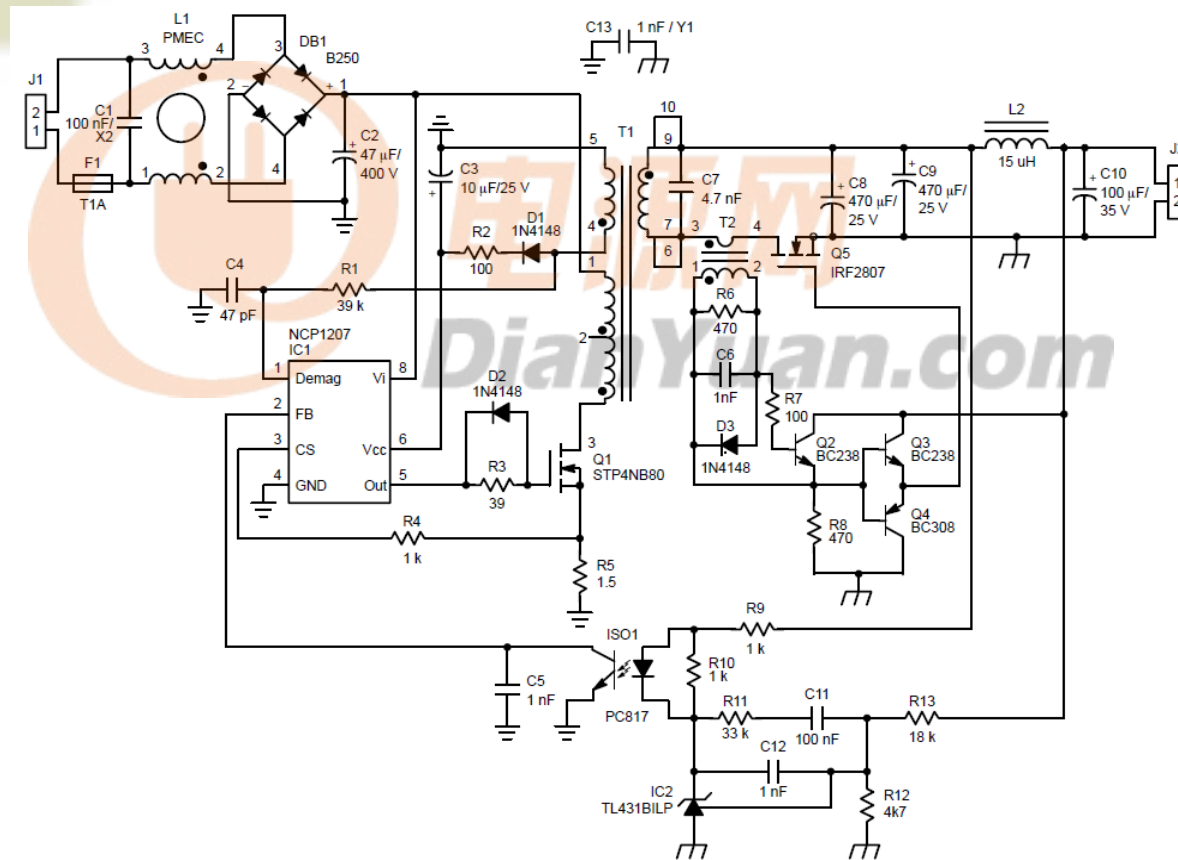 L1
PMEC
3
4
DB1
B250
3
2
−
+
1
4
J1
2
1
C1
100 nF/
X2
F1
T1A
1
2
C2
+
47 µF/
400 V
C13
1 nF / Y1
C3
10 µF/25 V
+
T1
5
4
1
2
10
9
7
6
C7
4.7 nF
T2
3
4
1
2
L2
15 uH
J2
1
2
C8
+
470 µF/
25 V
C9
+
470 µF/
25 V
C10
+
100 µF/
35 V
Q5
IRF2807
D1
1N4148
R2
100
C4
47 pF
R1
39 k
NCP1207
IC1
1
Demag
Vi
8
2
FB
3
CS
Vcc
6
4
GND
Out
5
D2
1N4148
R3
39
3
Q1
STP4NB80
R6
470
C6
1nF
D3
1N4148
R7
100
Q2
BC238
Q3
BC238
Q4
BC308
R8
470
R4
1 k
R5
1.5
ISO1
PC817
C5
1 nF
R9
1 k
R10
1 k
R11
33 k
C11
100 nF
R13
18 k
C12
1 nF
IC2
TL431BILP
R12
4k7
电源网
DianYuan.com